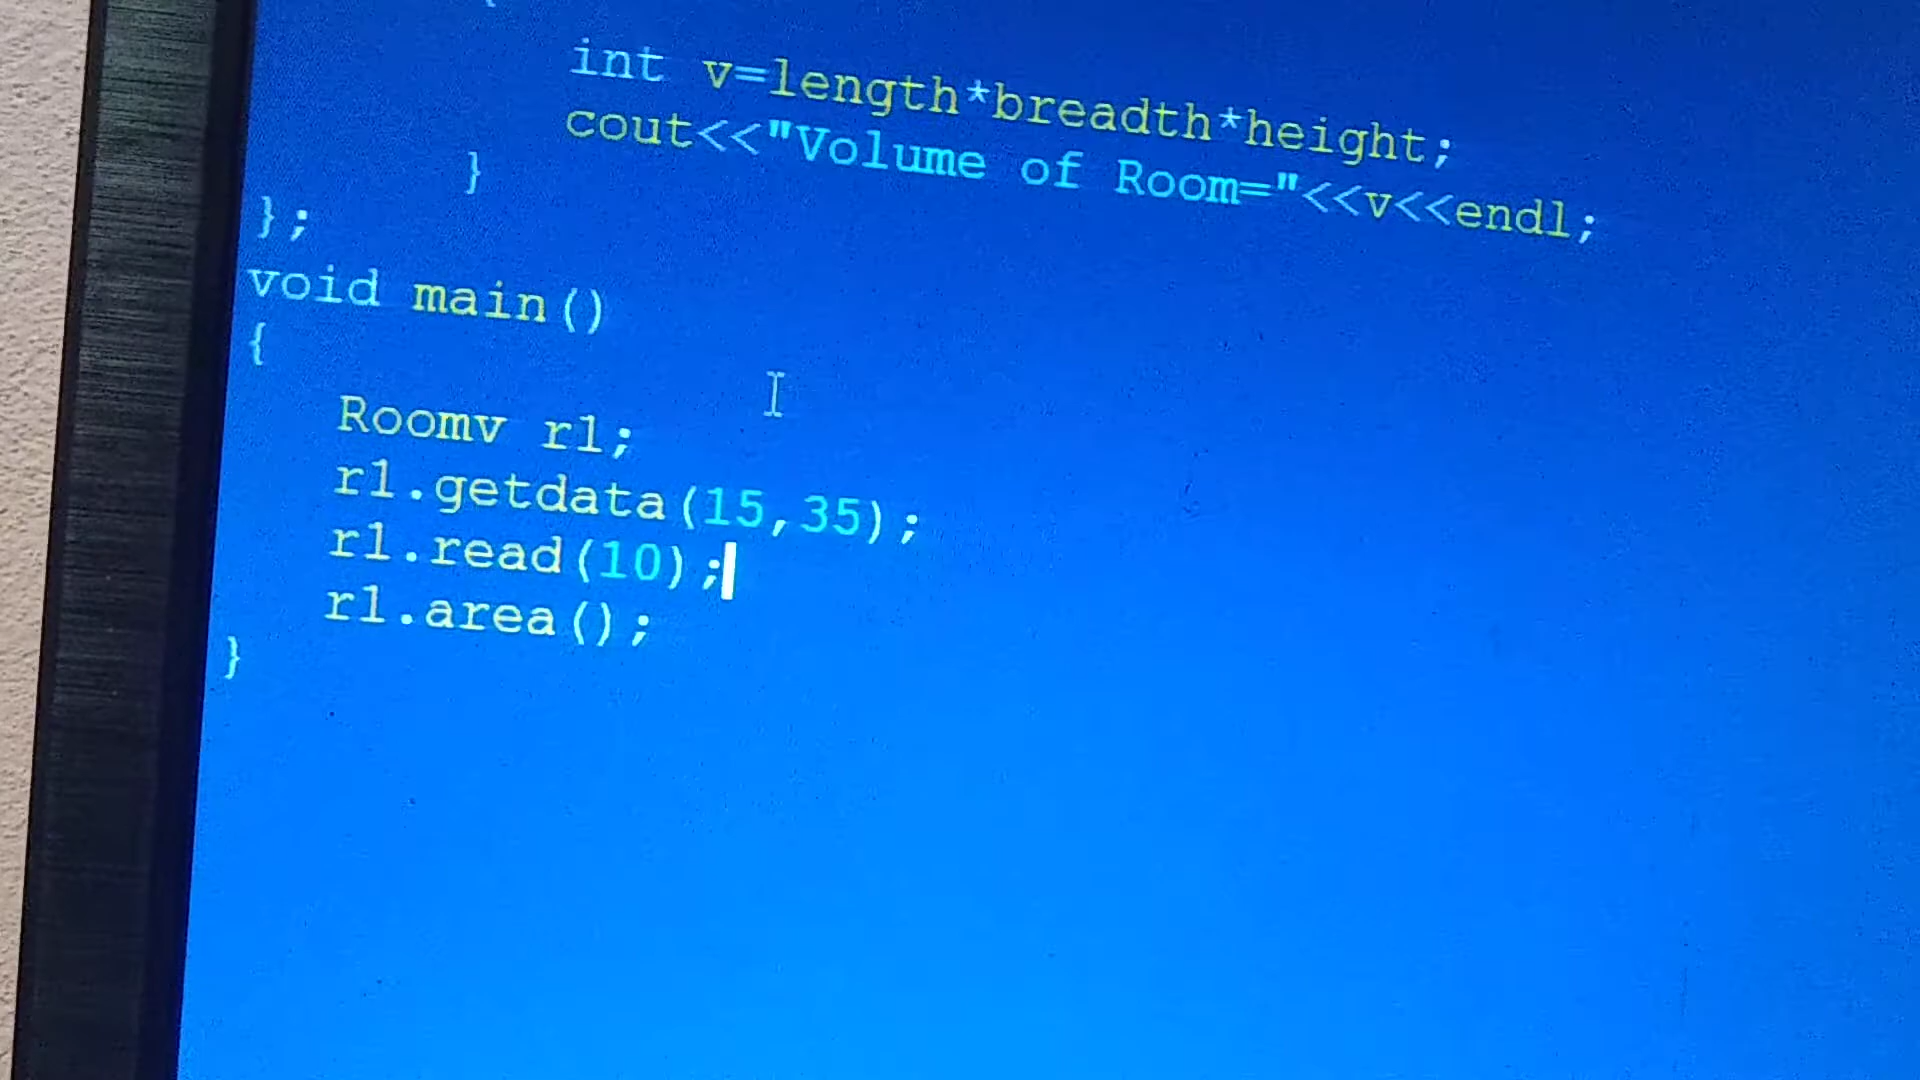 int v=length*breadth*height;
cout<<"Volume of Room="<<v<<endl;
}
};
void main()
{
Roomv r1;
r1.getdata(15,35);
r1.read(10);
r1.area();
}